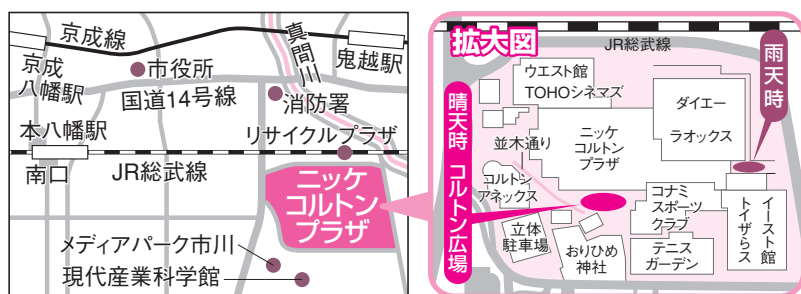 京成線
京成
八幡駅
市役所
国道14号線
真間川
鬼越駅
消防署
本八幡駅
リサイクルプラザ
南口
JR総武線
ニッケ
コルトン
プラザ
メディアパーク市川
現代産業科学館
拡大図
JR総武線
雨天時
晴天時 コルトン広場
ウエスト館
TOHOシネマズ
ダイエー
ラオックス
並木通り
ニッケ
コルトン
プラザ
コルトン
アネックス
コナミ
スポーツ
クラブ
イースト館
トイザらス
立体
駐車場
おりひめ
神社
テニス
ガーデン